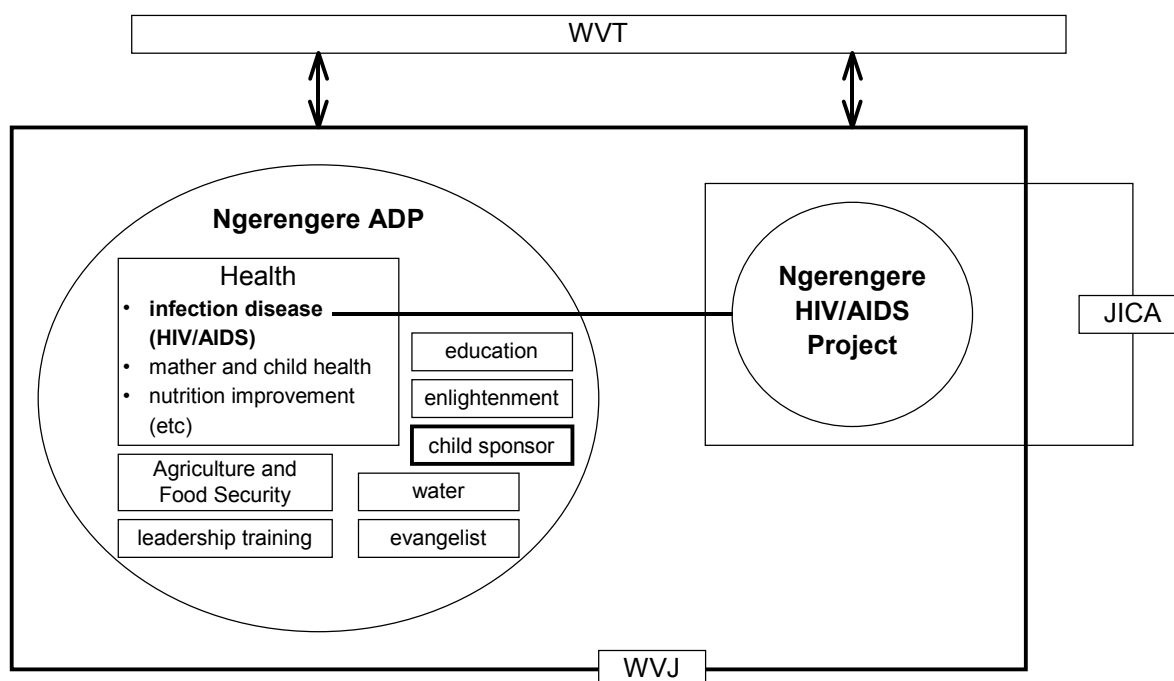 WVT
Ngerengere ADP
Health
• infection disease
(HIV/AIDS)
• mather and child health
• nutrition improvement
(etc)
education
enlightenment
child sponsor
Agriculture and
Food Security
water
leadership training
evangelist
Ngerengere
HIV/AIDS
Project
JICA
WVJ